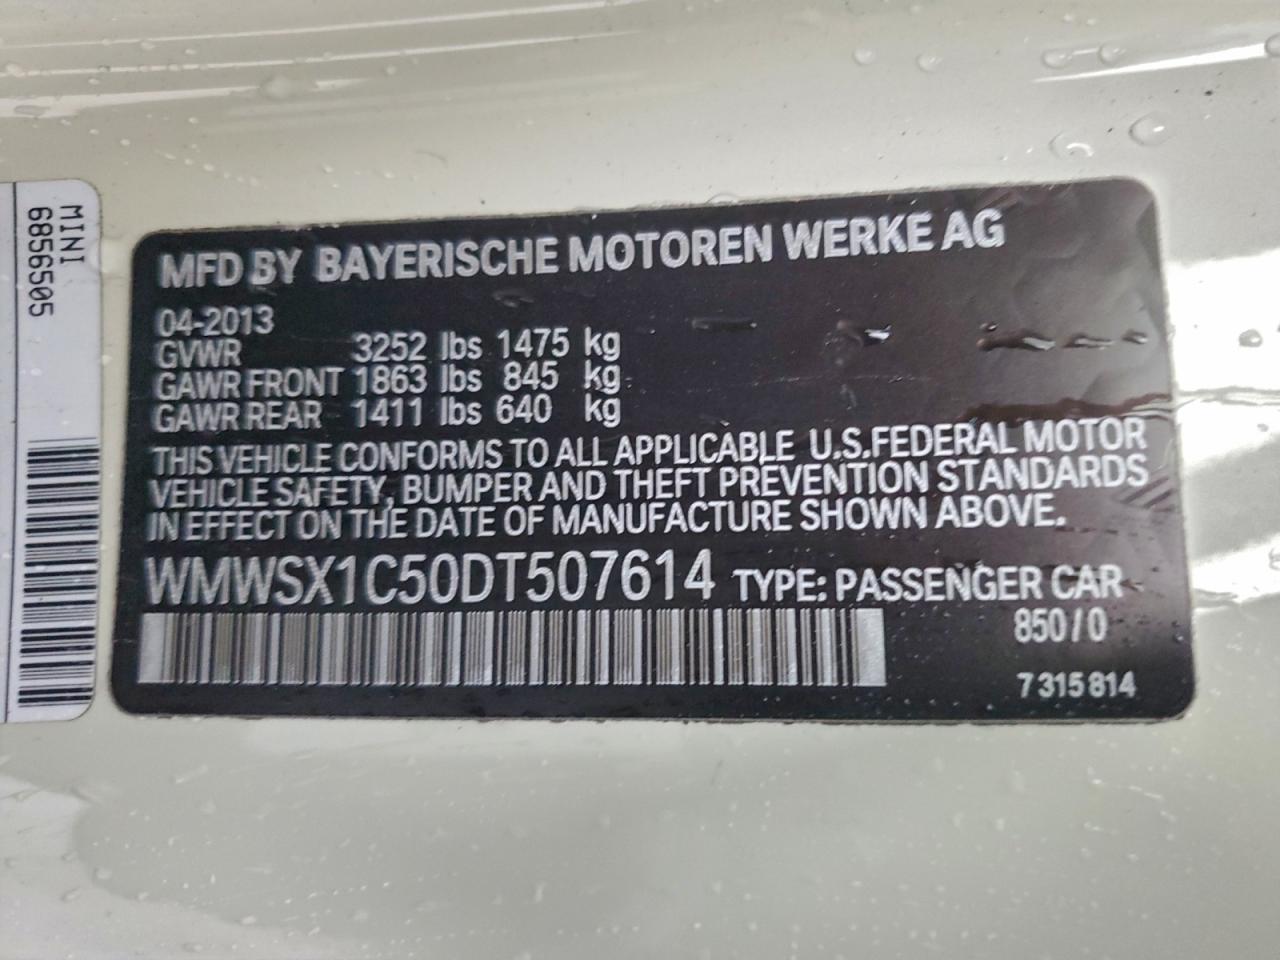 MINI
6856505
MFD BY BAYERISCHE MOTOREN WERKE AG
04-2013
GVWR 3252 lbs 1475 kg
GAWR FRONT 1863 lbs 845 kg
GAWR REAR 1411 lbs 640 kg
THIS VEHICLE CONFORMS TO ALL APPLICABLE U.S.FEDERAL MOTOR
VEHICLE SAFETY, BUMPER AND THEFT PREVENTION STANDARDS
IN EFFECT ON THE DATE OF MANUFACTURE SHOWN ABOVE.
WMWSX1C50DT507614 TYPE: PASSENGER CAR
850/0
7 315 814